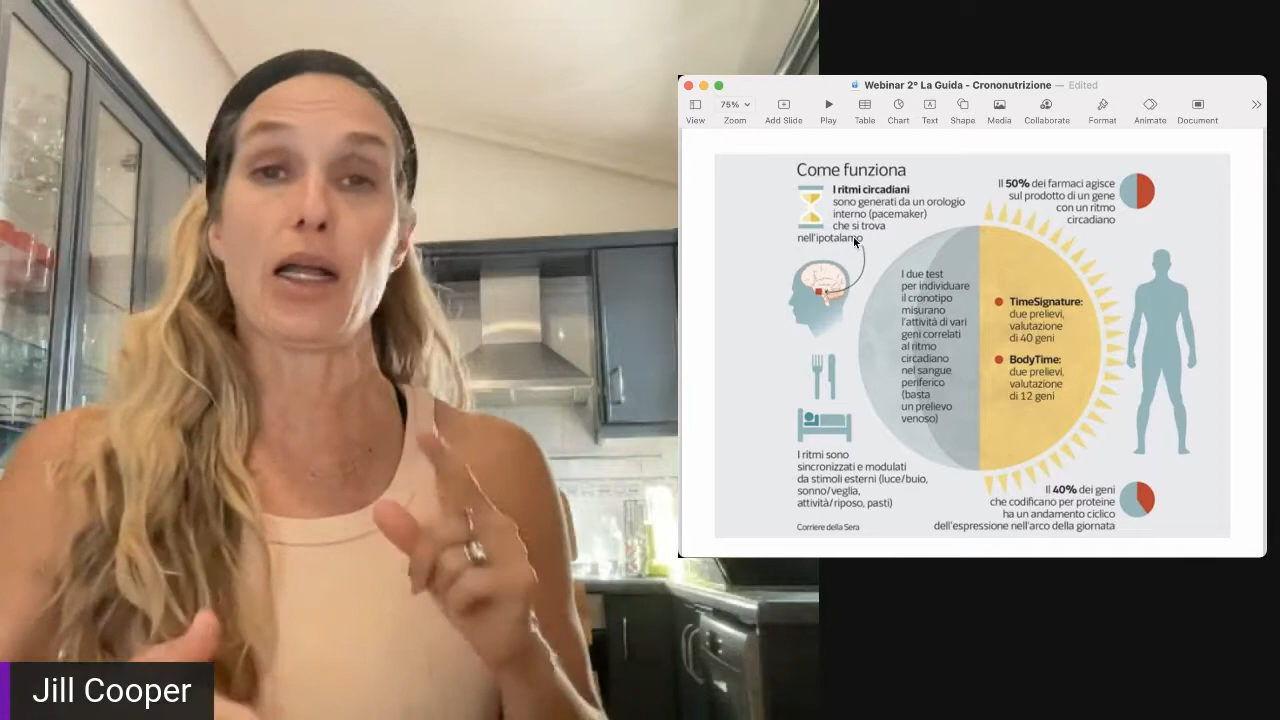 Webinar 2° La Guida - Crononutrizione — Edited
75%
View
Zoom
Add Slide
Play
Table
Chart
Text
Shape
Media
Collaborate
Format
Animate
Document
Come funziona
I ritmi circadiani
sono generati da un orologio
interno (pacemaker)
che si trova
nell'ipotalamo
Il 50% dei farmaci agisce
sul prodotto di un gene
con un ritmo
circadiano
I due test
per individuare
il cronotipo
misurano
l'attività di vari
geni correlati
al ritmo
circadiano
nel sangue
periferico
(basta
un prelievo
venoso)
TimeSignature:
due prelievi,
valutazione
di 40 geni
BodyTime:
due prelievi,
valutazione
di 12 geni
I ritmi sono
sincronizzati e modulati
da stimoli esterni (luce/buio,
sonno/veglia,
attività/riposo, pasti)
Corriere della Sera
Il 40% dei geni
che codificano per proteine
ha un andamento ciclico
dell'espressione nell'arco della giornata
Jill Cooper